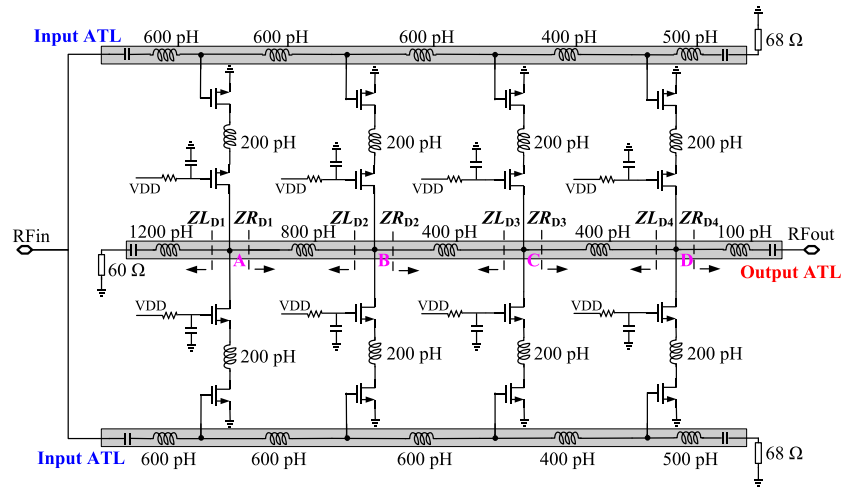 600 pH 600 pH 600 pH 400 pH 500 pH
Input ATL
68 Ω
200 pH 200 pH 200 pH 200 pH
VDD VDD VDD VDD
ZLD1 ZRD1 ZLD2 ZRD2 ZLD3 ZRD3 ZLD4 ZRD4
RFin 1200 pH 800 pH 400 pH 400 pH 100 pH RFout
A B C D
60 Ω Output ATL
VDD VDD VDD VDD
200 pH 200 pH 200 pH 200 pH
68 Ω
Input ATL
600 pH 600 pH 600 pH 400 pH 500 pH